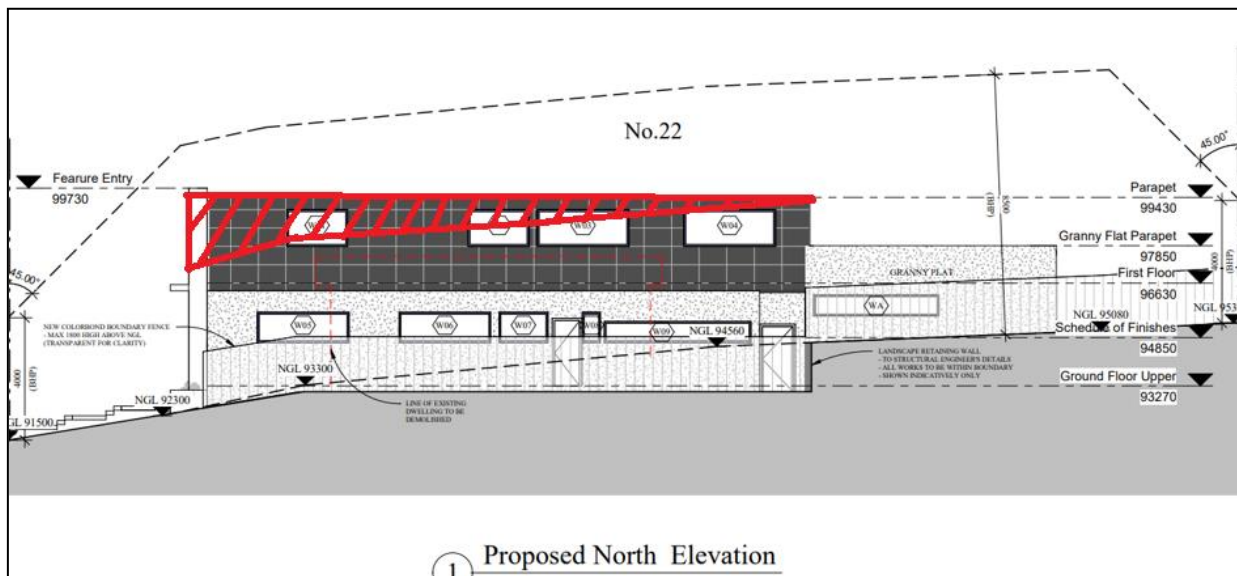 No.22
45.00°
Fearure Entry
99730
Parapet
99430
8500
(BHP)
Granny Flat Parapet
97850
W03
W04
45.00°
GRANNY FLAT
First Floor
96630
4000
(BHP)
WA
NEW COLORBOND BOUNDARY FENCE
- MAX 1800 HIGH ABOVE NGL
(TRANSPARENT FOR CLARITY)
W05
W06
W07
W09
NGL 94560
NGL 95080
NGL 953
Schedule of Finishes
94850
4000
(BHP)
NGL 93300
LANDSCAPE RETAINING WALL
- TO STRUCTURAL ENGINEER'S DETAILS
- ALL WORKS TO BE WITHIN BOUNDARY
- SHOWN INDICATIVELY ONLY
Ground Floor Upper
93270
NGL 92300
LINE OF EXISTING
DWELLING TO BE
DEMOLISHED
GL 91500
1 Proposed North Elevation